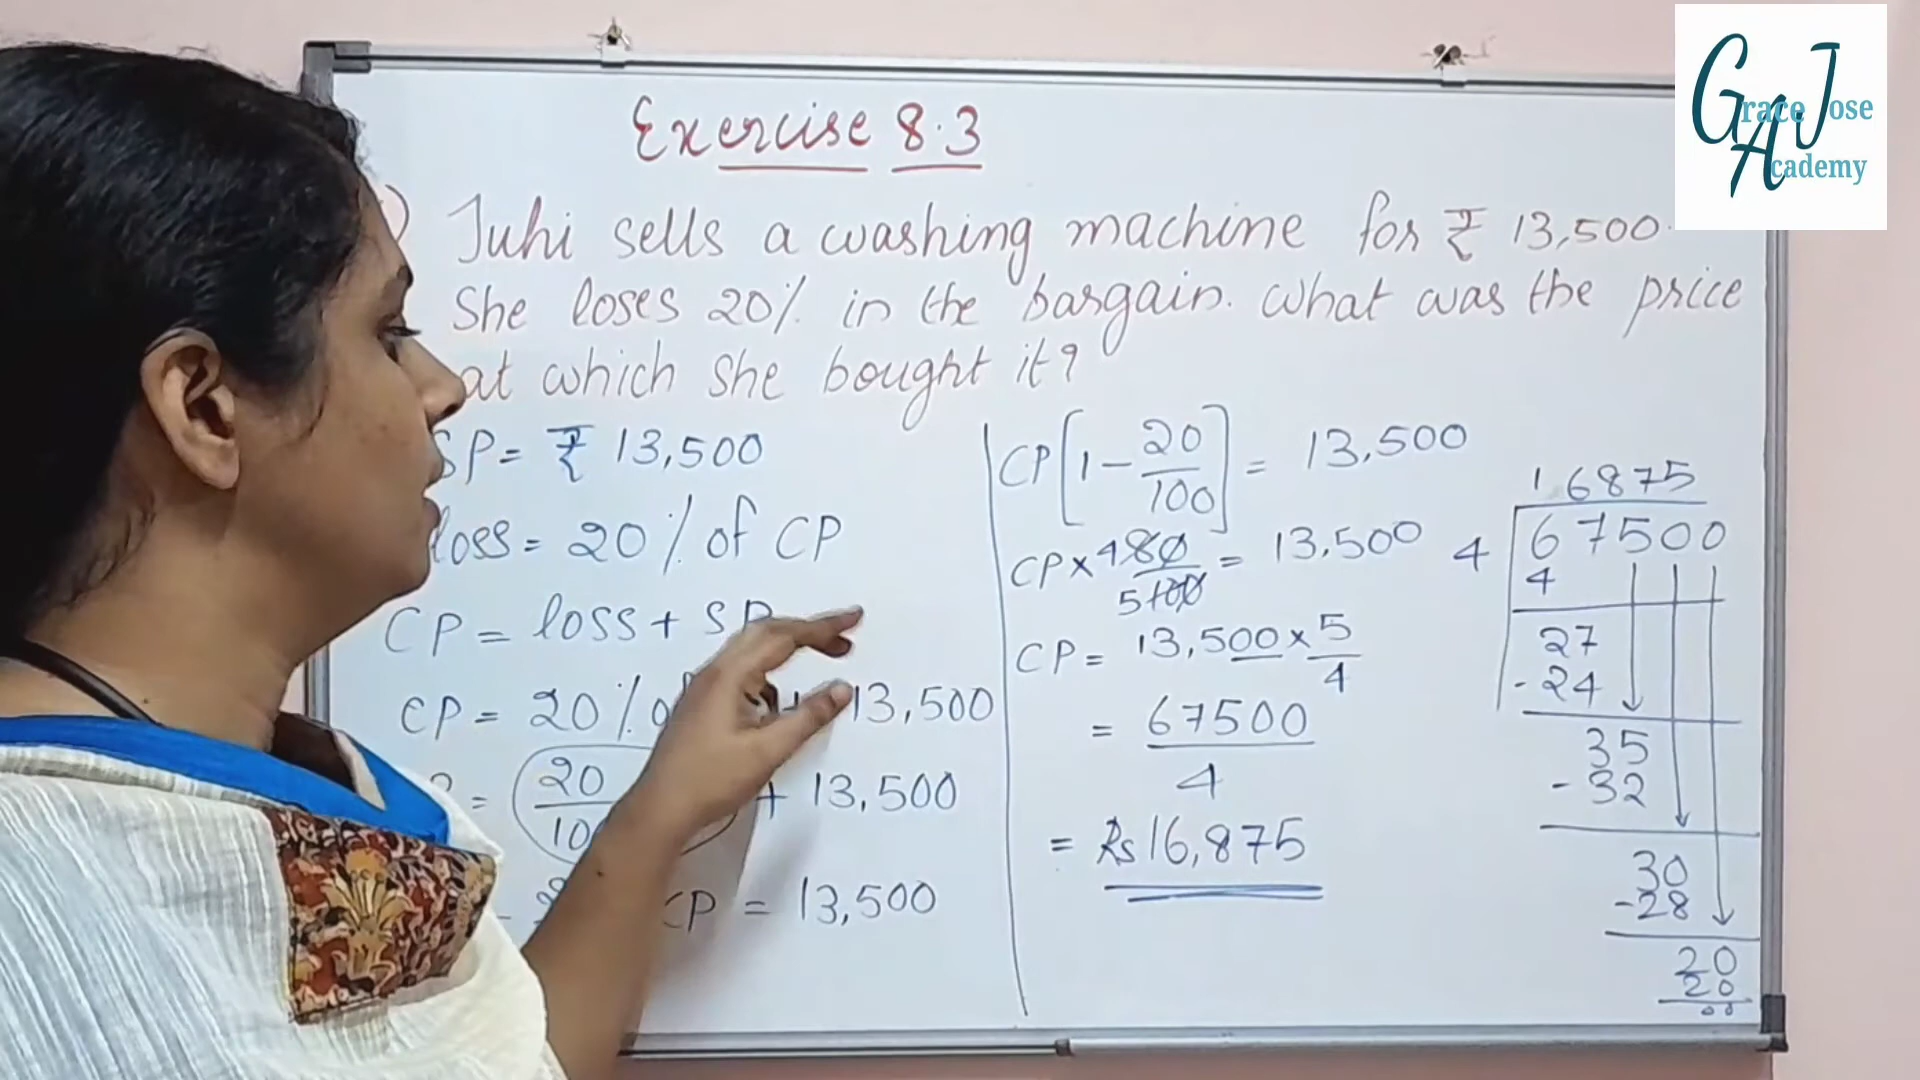 Grace Jose
Academy
Exercise 8.3
) Juhi sells a washing machine for ₹ 13,500.
She loses 20% in the bargain. What was the price
at which she bought it?
SP = ₹ 13,500
loss = 20% of CP
CP = loss + SP
CP = 20% + 13,500
= 20/10 + 13,500
CP = 13,500
CP[1 - 20/100] = 13,500
CP × 4 80/5 100 = 13,500
CP = 13,500 × 5/4
= 67500/4
= Rs 16,875
16875
4 67500
4
27
- 24
35
- 32
30
- 28
20
20
00